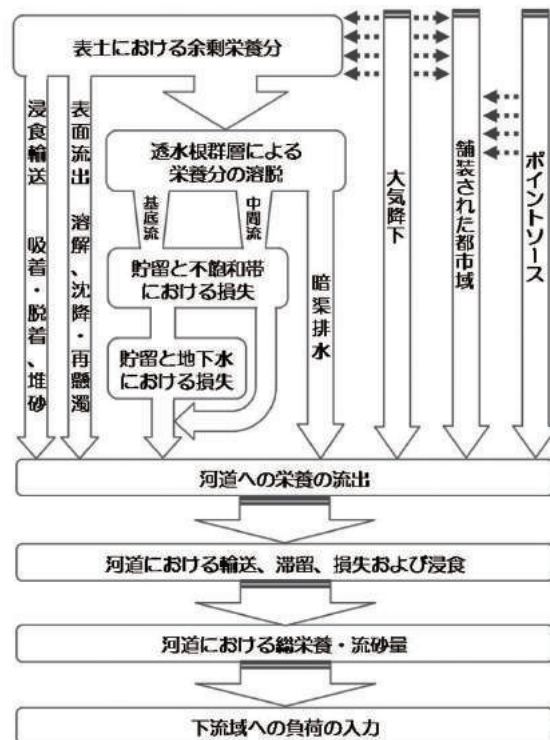 表土における余剰栄養分
浸食輸送　吸着・脱着、堆砂
表面流出　溶解、沈降・再懸濁
透水根群層による
栄養分の溶脱
基底流
中間流
貯留と不飽和帯
における損失
貯留と地下水
における損失
暗渠排水
大気降下
舗装された都市域
ポイントソース
河道への栄養の流出
河道における輸送、滞留、損失および浸食
河道における総栄養・流砂量
下流域への負荷の入力